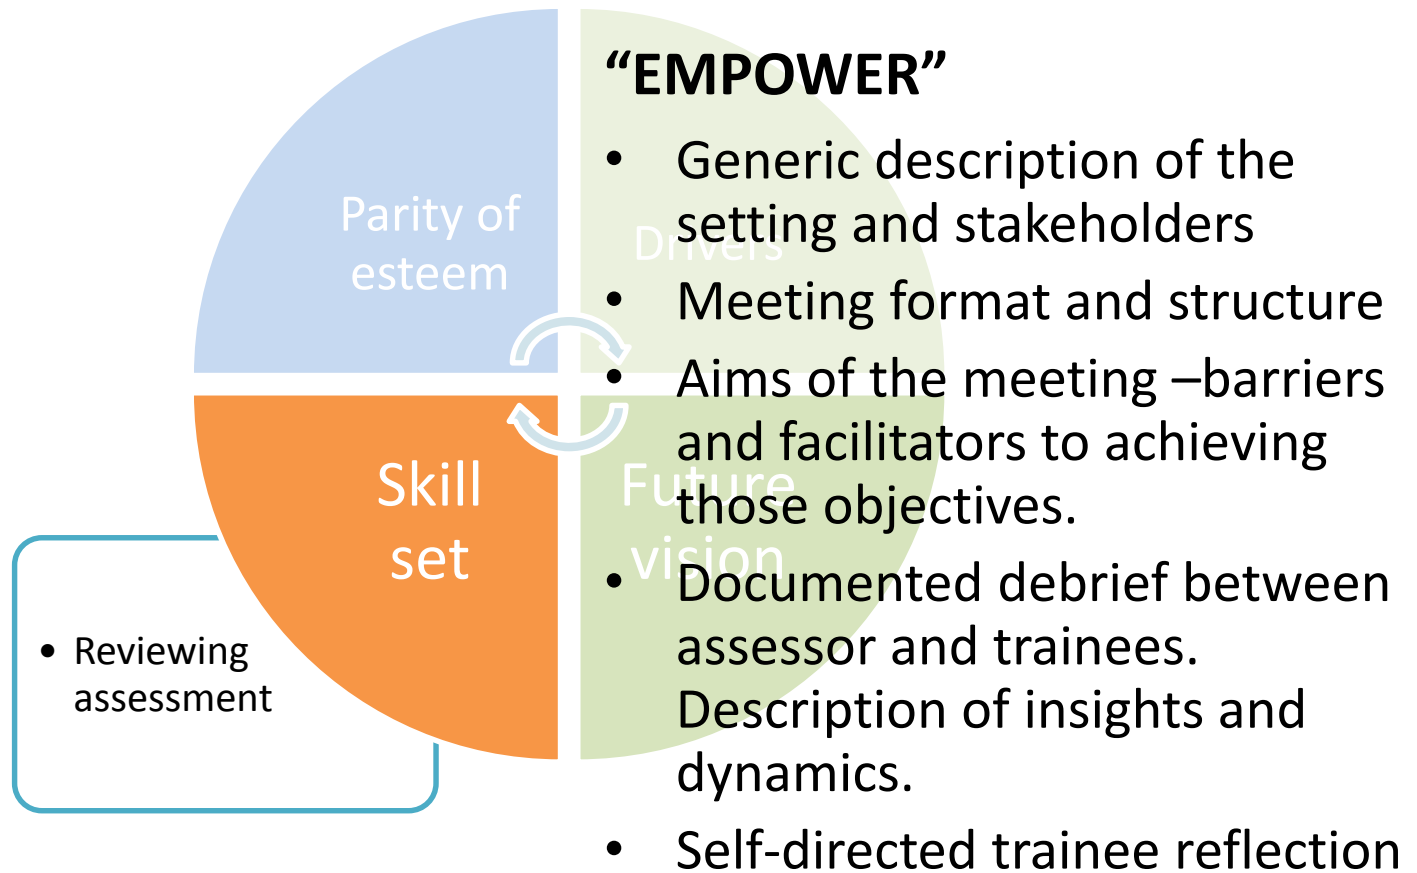 Parity of
esteem
Drivers
Skill
set
Future
vision
• Reviewing
assessment
“EMPOWER”
• Generic description of the
setting and stakeholders
• Meeting format and structure
• Aims of the meeting –barriers
and facilitators to achieving
those objectives.
• Documented debrief between
assessor and trainees.
Description of insights and
dynamics.
• Self-directed trainee reflection